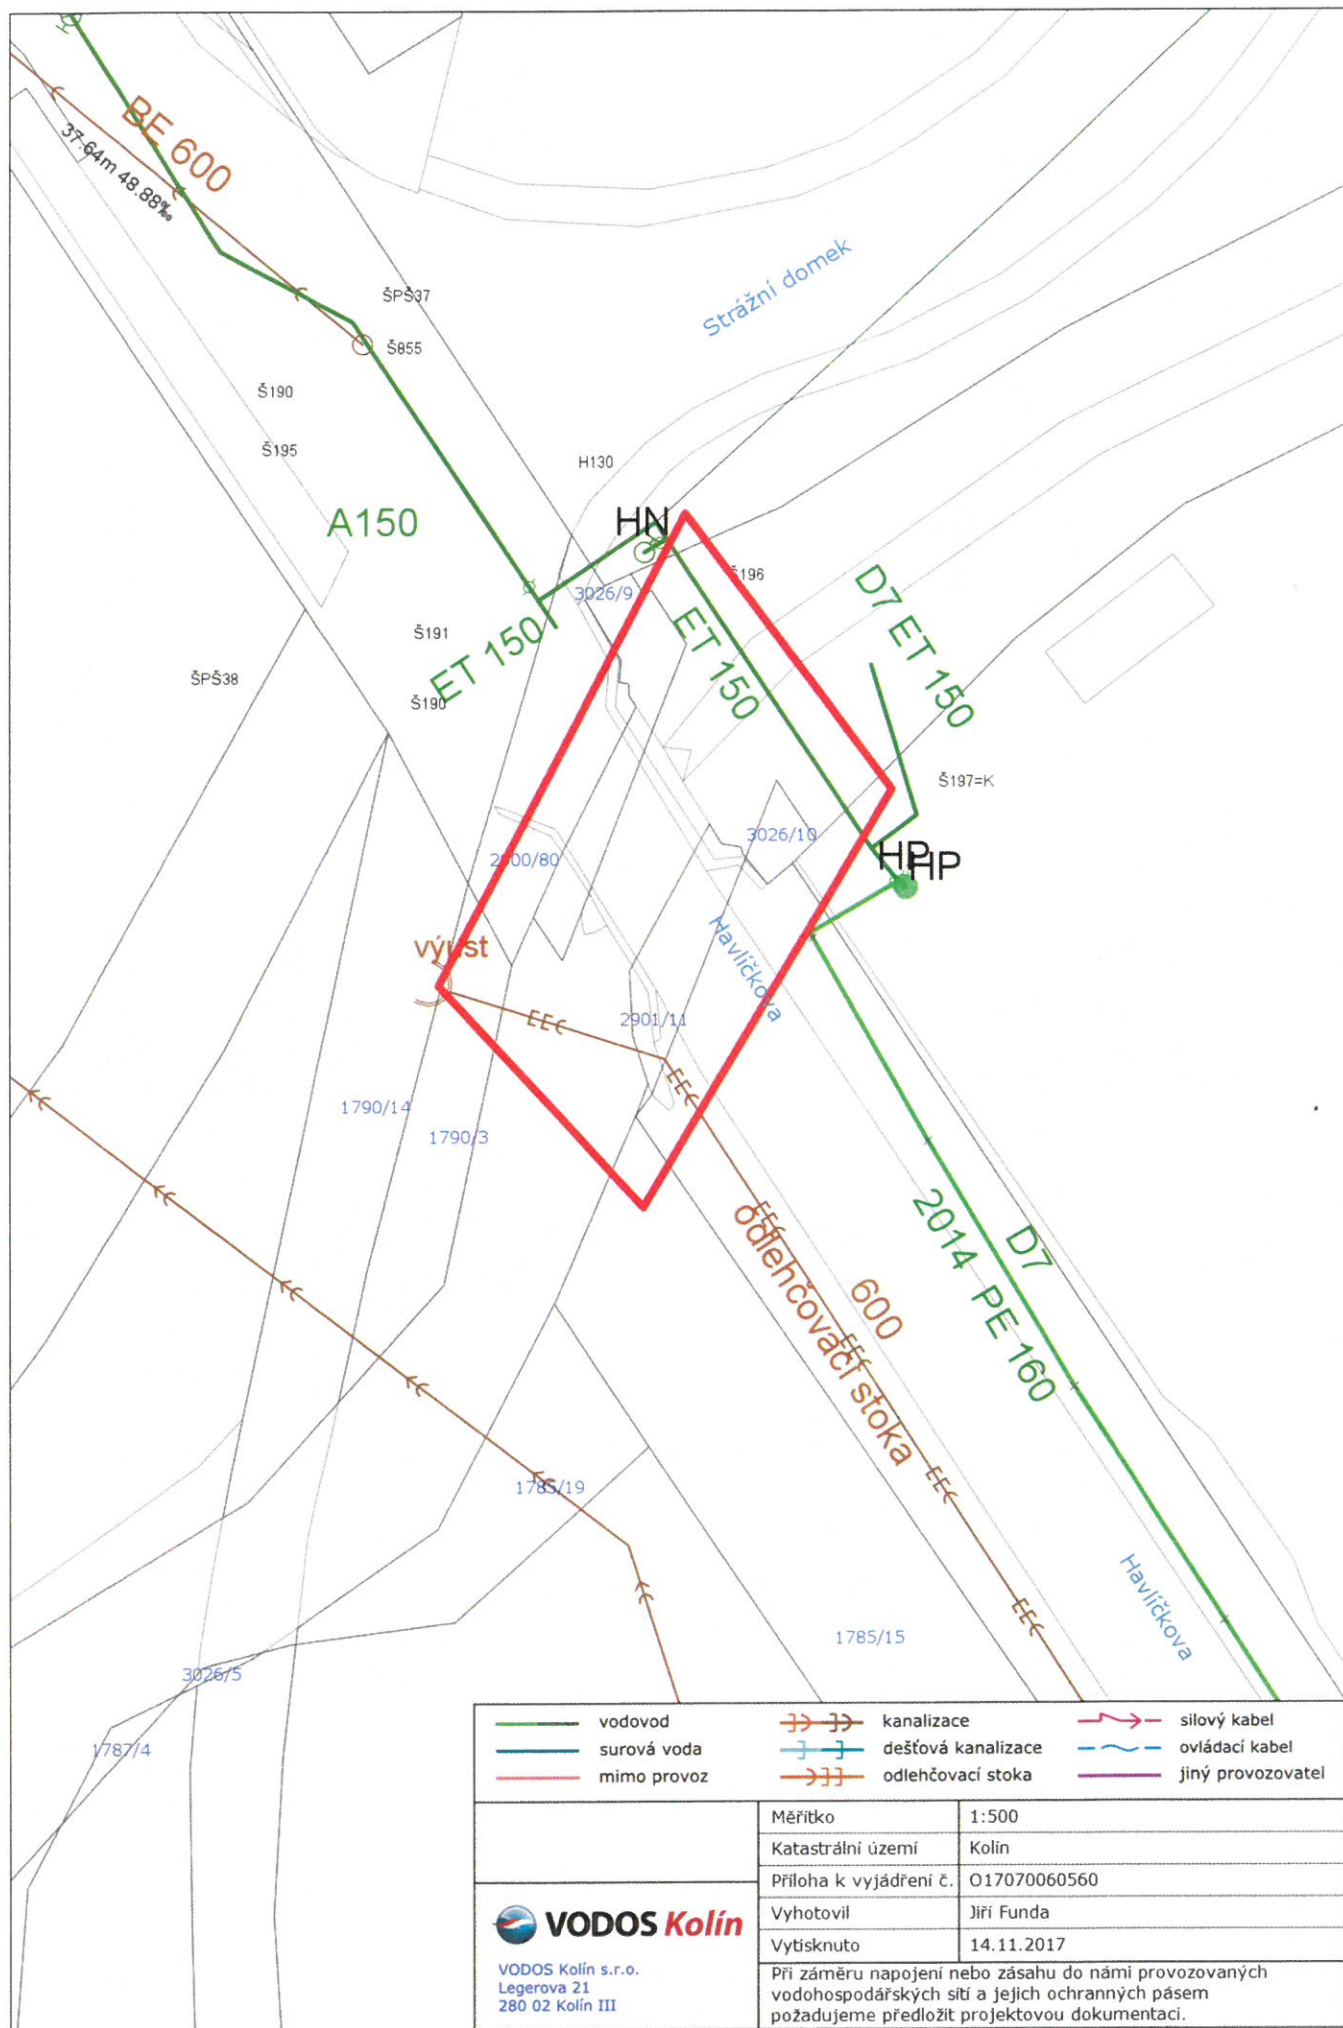 BE 600
37.64m 48.88‰
Strážní domek
ŠPŠ37
Š855
Š190
Š195
H130
A150
HN
Š196
3026/9
D7 ET 150
ET 150
ET 150
Š191
ŠPŠ38
Š190
Š197=K
3026/10
2900/80
HP
HP
Havlíčkova
výust
2901/11
1790/14
1790/3
odlehčovací stoka
600
D7
2014 PE 160
1785/19
Havlíčkova
1785/15
3026/5
1787/4
vodovod
surová voda
mimo provoz
kanalizace
dešťová kanalizace
odlehčovací stoka
silový kabel
ovládací kabel
jiný provozovatel
Měřítko 1:500
Katastrální území Kolín
Příloha k vyjádření č. O17070060560
Vyhotovil Jiří Funda
Vytisknuto 14.11.2017
VODOS Kolín
VODOS Kolín s.r.o.
Legerova 21
280 02 Kolín III
Při záměru napojení nebo zásahu do námi provozovaných
vodohospodářských sítí a jejich ochranných pásem
požadujeme předložit projektovou dokumentaci.